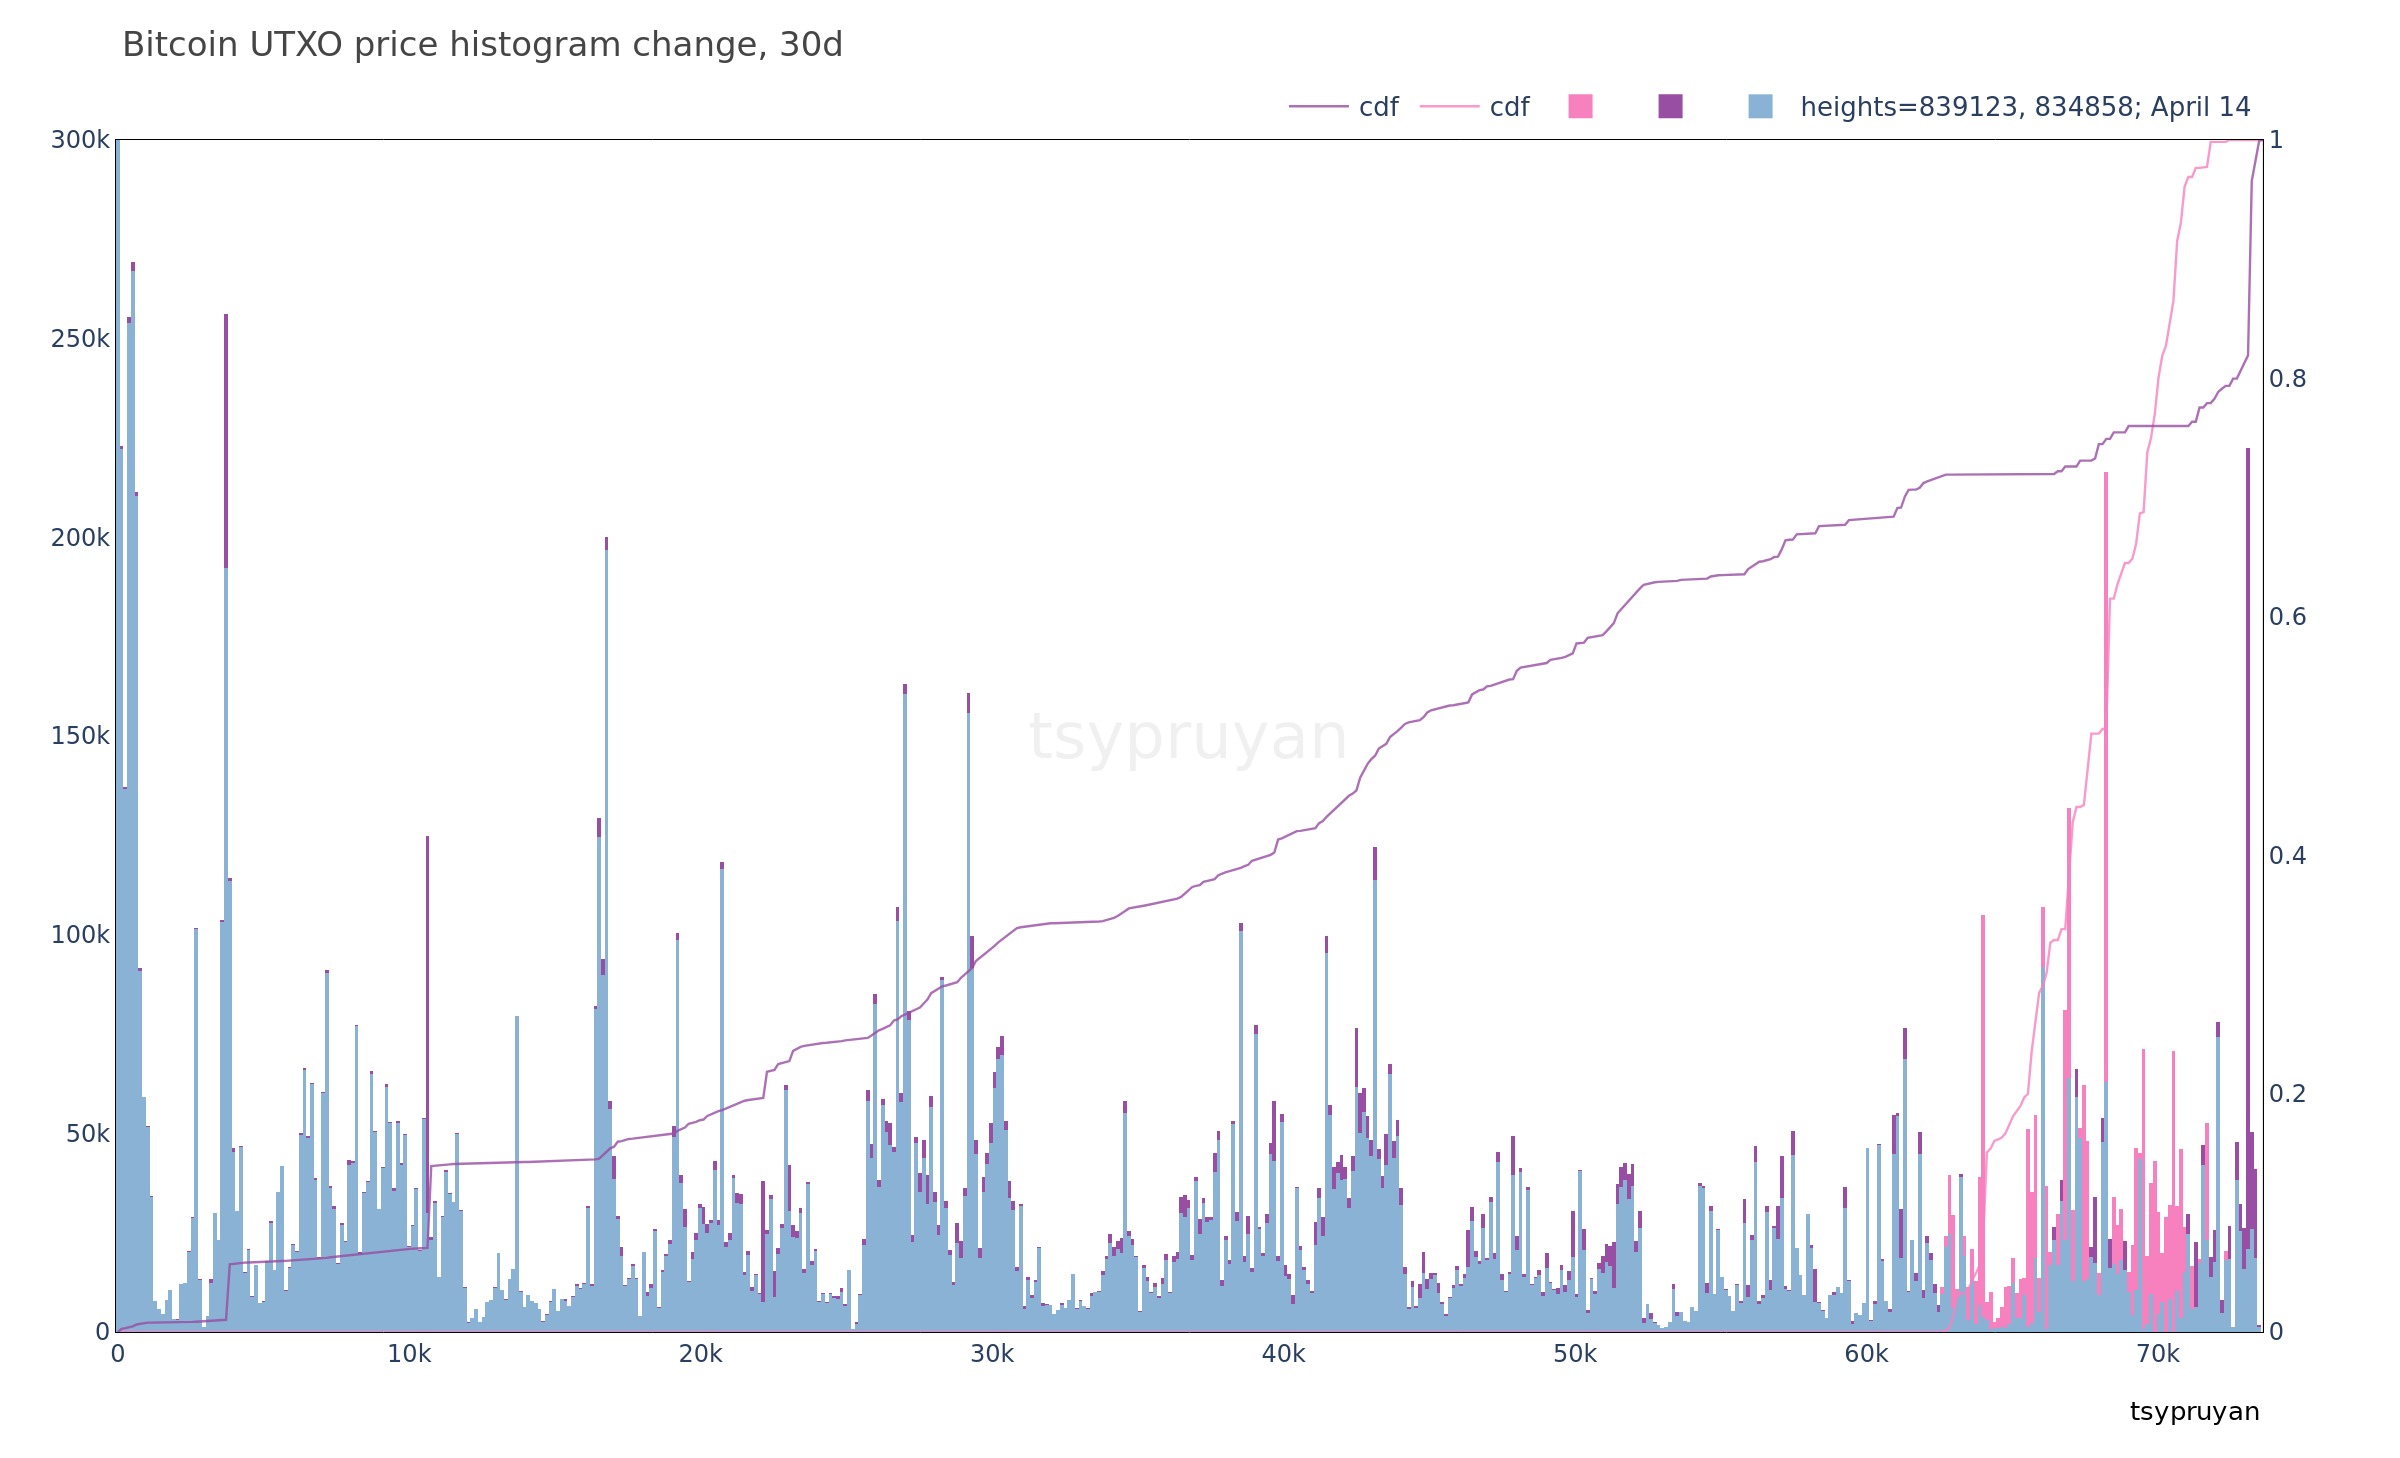 Bitcoin UTXO price histogram change, 30d
cdf cdf heights=839123, 834858; April 14
300k 1
250k
0.8
200k
0.6
150k
tsypruyan
0.4
100k
0.2
50k
0 0
0 10k 20k 30k 40k 50k 60k 70k
tsypruyan